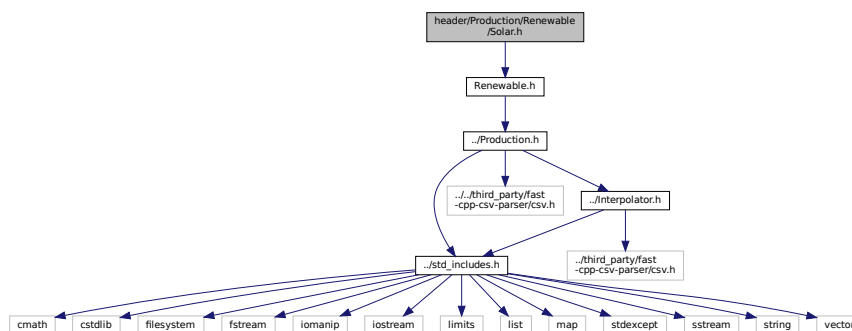 header/Production/Renewable
/Solar.h
Renewable.h
../Production.h
../../third_party/fast
-cpp-csv-parser/csv.h
../Interpolator.h
../std_includes.h
../third_party/fast
-cpp-csv-parser/csv.h
cmath
cstdlib
filesystem
fstream
iomanip
iostream
limits
list
map
stdexcept
sstream
string
vector